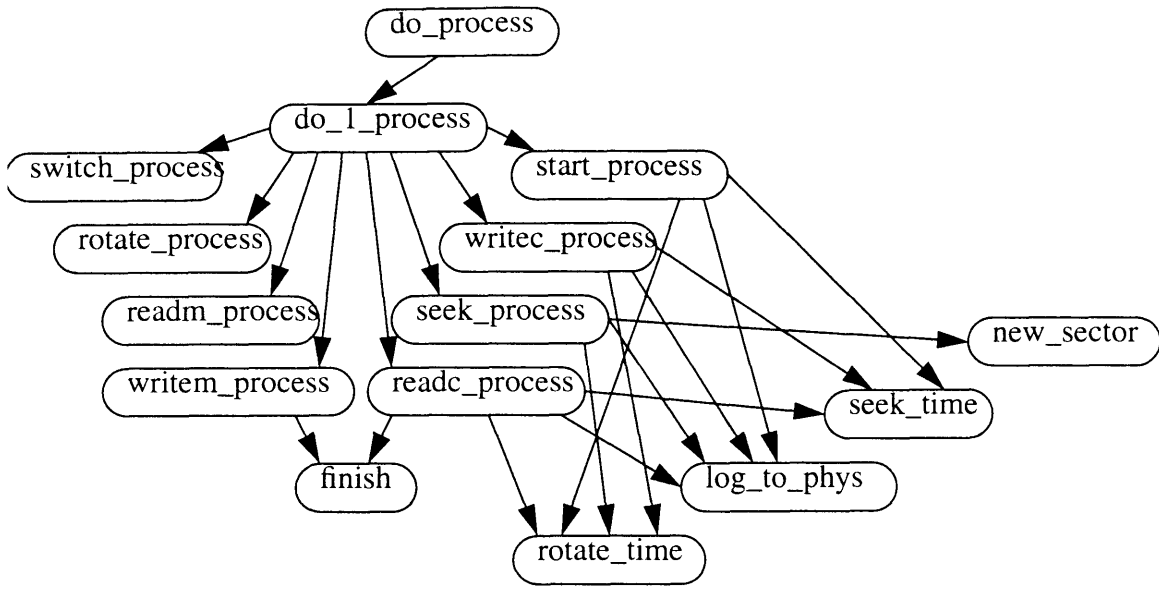 do_process
do_1_process
switch_process
start_process
rotate_process
writec_process
readm_process
seek_process
new_sector
writem_process
readc_process
seek_time
finish
log_to_phys
rotate_time